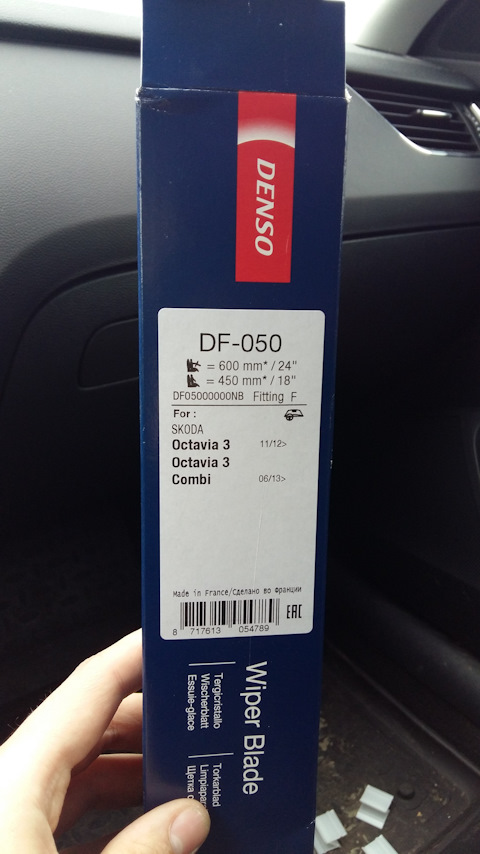 DENSO
DF-050
= 600 mm* / 24"
= 450 mm* / 18"
DF05000000NB Fitting F
For :
SKODA
Octavia 3 11/12>
Octavia 3
Combi 06/13>
Made in France/Сделано во Франции
8 717613 054789
EAC
Wiper Blade
Tergicristallo
Wischerblatt
Essuie-glace
Torkarblad
Щетка